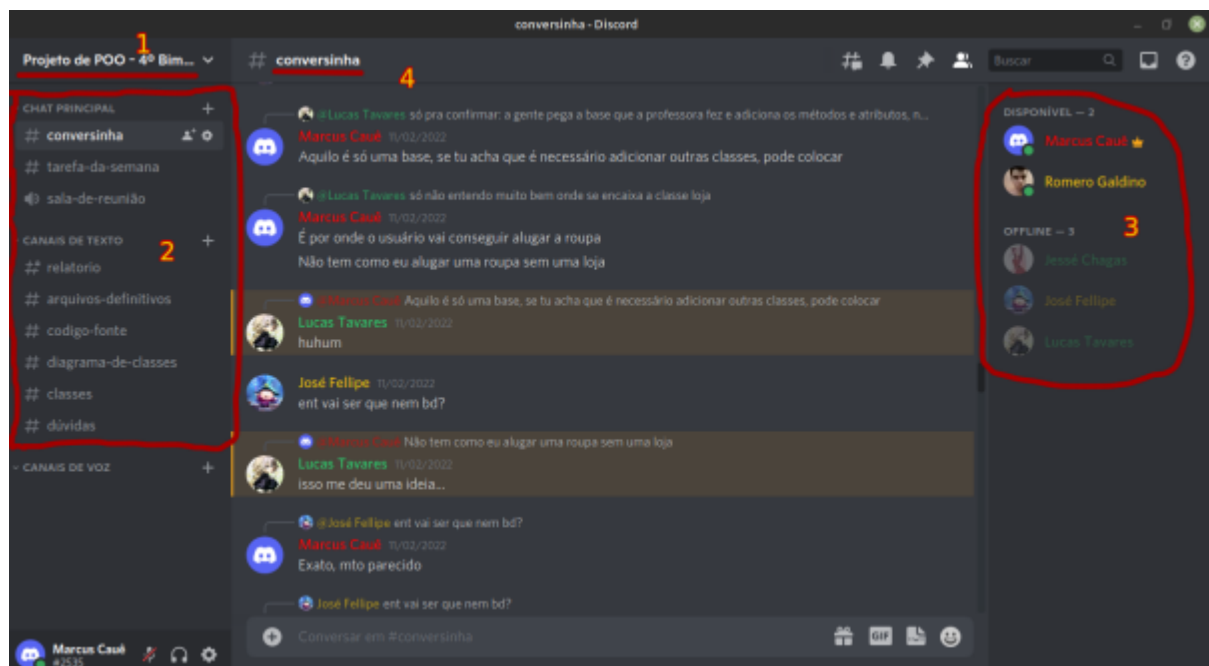 conversinha - Discord
1
Projeto de POO - 4º Bim...
# conversinha
4
Buscar
CHAT PRINCIPAL
# conversinha
# tarefa-da-semana
sala-de-reunião
CANAIS DE TEXTO
2
# relatorio
# arquivos-definitivos
# codigo-fonte
# diagrama-de-classes
# classes
# dúvidas
CANAIS DE VOZ
Marcus Cauê
#2535
@Lucas Tavares só pra confirmar: a gente pega a base que a professora fez e adiciona os métodos e atributos, n...
Marcus Cauê 11/02/2022
Aquilo é só uma base, se tu acha que é necessário adicionar outras classes, pode colocar
@Lucas Tavares só não entendo muito bem onde se encaixa a classe loja
Marcus Cauê 11/02/2022
É por onde o usuário vai conseguir alugar a roupa
Não tem como eu alugar uma roupa sem uma loja
@Marcus Cauê Aquilo é só uma base, se tu acha que é necessário adicionar outras classes, pode colocar
Lucas Tavares 11/02/2022
huhum
José Fellipe 11/02/2022
ent vai ser que nem bd?
@Marcus Cauê Não tem como eu alugar uma roupa sem uma loja
Lucas Tavares 11/02/2022
isso me deu uma ideia...
@José Fellipe ent vai ser que nem bd?
Marcus Cauê 11/02/2022
Exato, mto parecido
José Fellipe ent vai ser que nem bd?
Conversar em #conversinha
GIF
DISPONÍVEL — 2
Marcus Cauê
Romero Galdino
3
OFFLINE — 3
Jessé Chagas
José Fellipe
Lucas Tavares